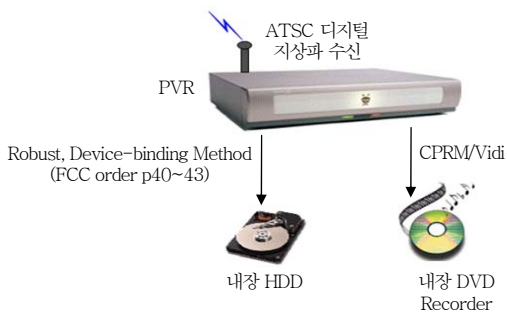 ATSC 디지털
지상파 수신
PVR
Robust, Device-binding Method
(FCC order p40~43)
CPRM/Vidi
내장 HDD
내장 DVD
Recorder